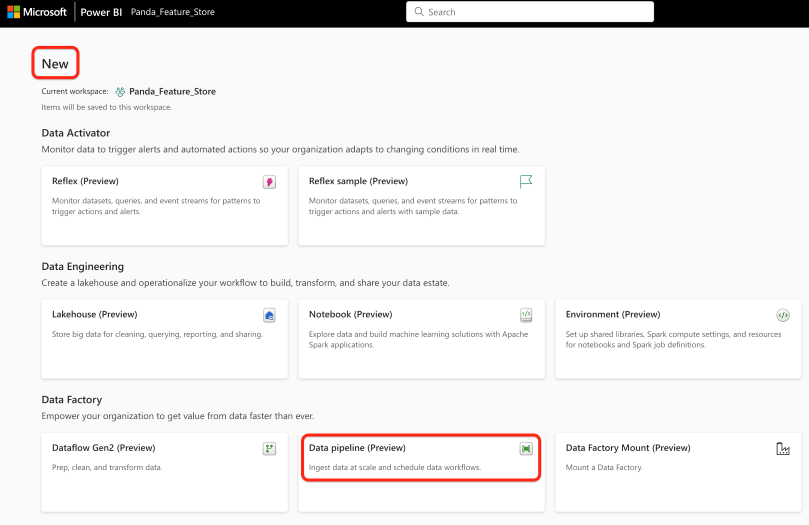 Microsoft Power BI Panda_Feature_Store Search
New
Current workspace: Panda_Feature_Store
Items will be saved to this workspace.
Data Activator
Monitor data to trigger alerts and automated actions so your organization adapts to changing conditions in real time.
Reflex (Preview)
Monitor datasets, queries, and event streams for patterns to
trigger actions and alerts.
Reflex sample (Preview)
Monitor datasets, queries, and event streams for patterns to
trigger actions and alerts with sample data.
Data Engineering
Create a lakehouse and operationalize your workflow to build, transform, and share your data estate.
Lakehouse (Preview)
Store big data for cleaning, querying, reporting, and sharing.
Notebook (Preview)
Explore data and build machine learning solutions with Apache
Spark applications.
Environment (Preview)
Set up shared libraries, Spark compute settings, and resources
for notebooks and Spark job definitions.
Data Factory
Empower your organization to get value from data faster than ever.
Dataflow Gen2 (Preview)
Prep, clean, and transform data.
Data pipeline (Preview)
Ingest data at scale and schedule data workflows.
Data Factory Mount (Preview)
Mount a Data Factory.